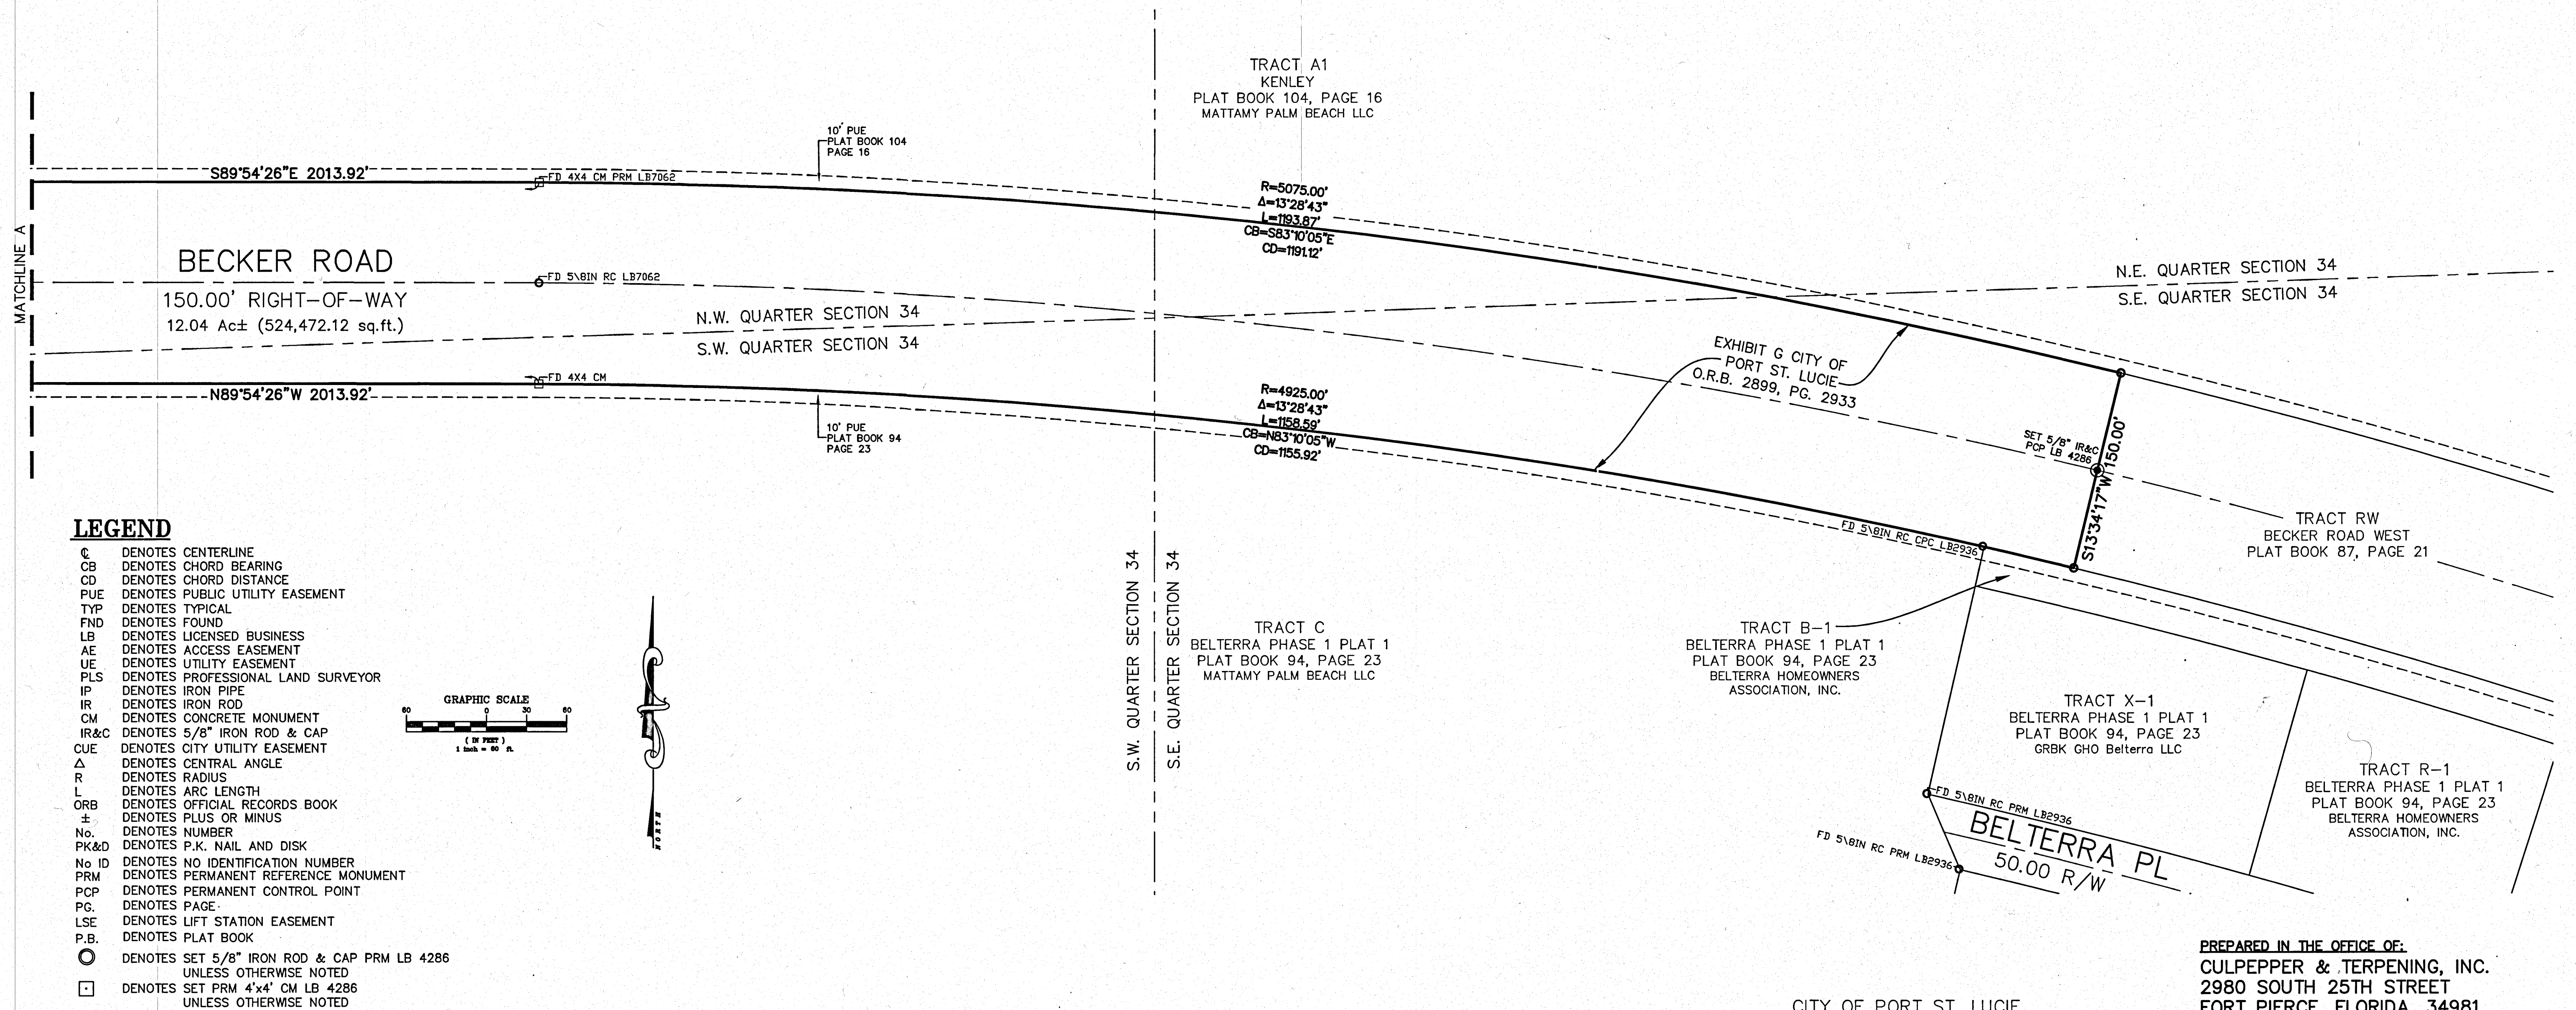 TRACT A1
KENLEY
PLAT BOOK 104, PAGE 16
MATTAMY PALM BEACH LLC
10' PUE
PLAT BOOK 104
PAGE 16
S89°54'26"E 2013.92'
FD 4X4 CM PRM LB7062
R=5075.00'
Δ=13°28'43"
L=1193.87'
CB=S83°10'05"E
CD=1191.12'
MATCHLINE A
BECKER ROAD
150.00' RIGHT-OF-WAY
12.04 Ac± (524,472.12 sq.ft.)
FD 5\8IN RC LB7062
N.W. QUARTER SECTION 34
S.W. QUARTER SECTION 34
N.E. QUARTER SECTION 34
S.E. QUARTER SECTION 34
EXHIBIT G CITY OF
PORT ST. LUCIE
O.R.B. 2899, PG. 2933
FD 4X4 CM
N89°54'26"W 2013.92'
10' PUE
PLAT BOOK 94
PAGE 23
R=4925.00'
Δ=13°28'43"
L=1158.59'
CB=N83°10'05"W
CD=1155.92'
SET 5/8" IR&C
PCP LB 4286
S13°34'17"W 150.00'
FD 5\8IN RC CPC LB2936
TRACT RW
BECKER ROAD WEST
PLAT BOOK 87, PAGE 21
S.W. QUARTER SECTION 34
S.E. QUARTER SECTION 34
TRACT C
BELTERRA PHASE 1 PLAT 1
PLAT BOOK 94, PAGE 23
MATTAMY PALM BEACH LLC
TRACT B-1
BELTERRA PHASE 1 PLAT 1
PLAT BOOK 94, PAGE 23
BELTERRA HOMEOWNERS
ASSOCIATION, INC.
TRACT X-1
BELTERRA PHASE 1 PLAT 1
PLAT BOOK 94, PAGE 23
GRBK GHO Belterra LLC
TRACT R-1
BELTERRA PHASE 1 PLAT 1
PLAT BOOK 94, PAGE 23
BELTERRA HOMEOWNERS
ASSOCIATION, INC.
FD 5\8IN RC PRM LB2936
BELTERRA PL
50.00 R/W
FD 5\8IN RC PRM LB2936
LEGEND
℄ DENOTES CENTERLINE
CB DENOTES CHORD BEARING
CD DENOTES CHORD DISTANCE
PUE DENOTES PUBLIC UTILITY EASEMENT
TYP DENOTES TYPICAL
FND DENOTES FOUND
LB DENOTES LICENSED BUSINESS
AE DENOTES ACCESS EASEMENT
UE DENOTES UTILITY EASEMENT
PLS DENOTES PROFESSIONAL LAND SURVEYOR
IP DENOTES IRON PIPE
IR DENOTES IRON ROD
CM DENOTES CONCRETE MONUMENT
IR&C DENOTES 5/8" IRON ROD & CAP
CUE DENOTES CITY UTILITY EASEMENT
Δ DENOTES CENTRAL ANGLE
R DENOTES RADIUS
L DENOTES ARC LENGTH
ORB DENOTES OFFICIAL RECORDS BOOK
± DENOTES PLUS OR MINUS
No. DENOTES NUMBER
PK&D DENOTES P.K. NAIL AND DISK
No ID DENOTES NO IDENTIFICATION NUMBER
PRM DENOTES PERMANENT REFERENCE MONUMENT
PCP DENOTES PERMANENT CONTROL POINT
PG. DENOTES PAGE
LSE DENOTES LIFT STATION EASEMENT
P.B. DENOTES PLAT BOOK
DENOTES SET 5/8" IRON ROD & CAP PRM LB 4286
UNLESS OTHERWISE NOTED
DENOTES SET PRM 4'x4' CM LB 4286
UNLESS OTHERWISE NOTED
GRAPHIC SCALE
60 0 30 60
( IN FEET )
1 inch = 60 ft.
NORTH
PREPARED IN THE OFFICE OF:
CULPEPPER & TERPENING, INC.
2980 SOUTH 25TH STREET
FORT PIERCE, FLORIDA 34981
CITY OF PORT ST. LUCIE